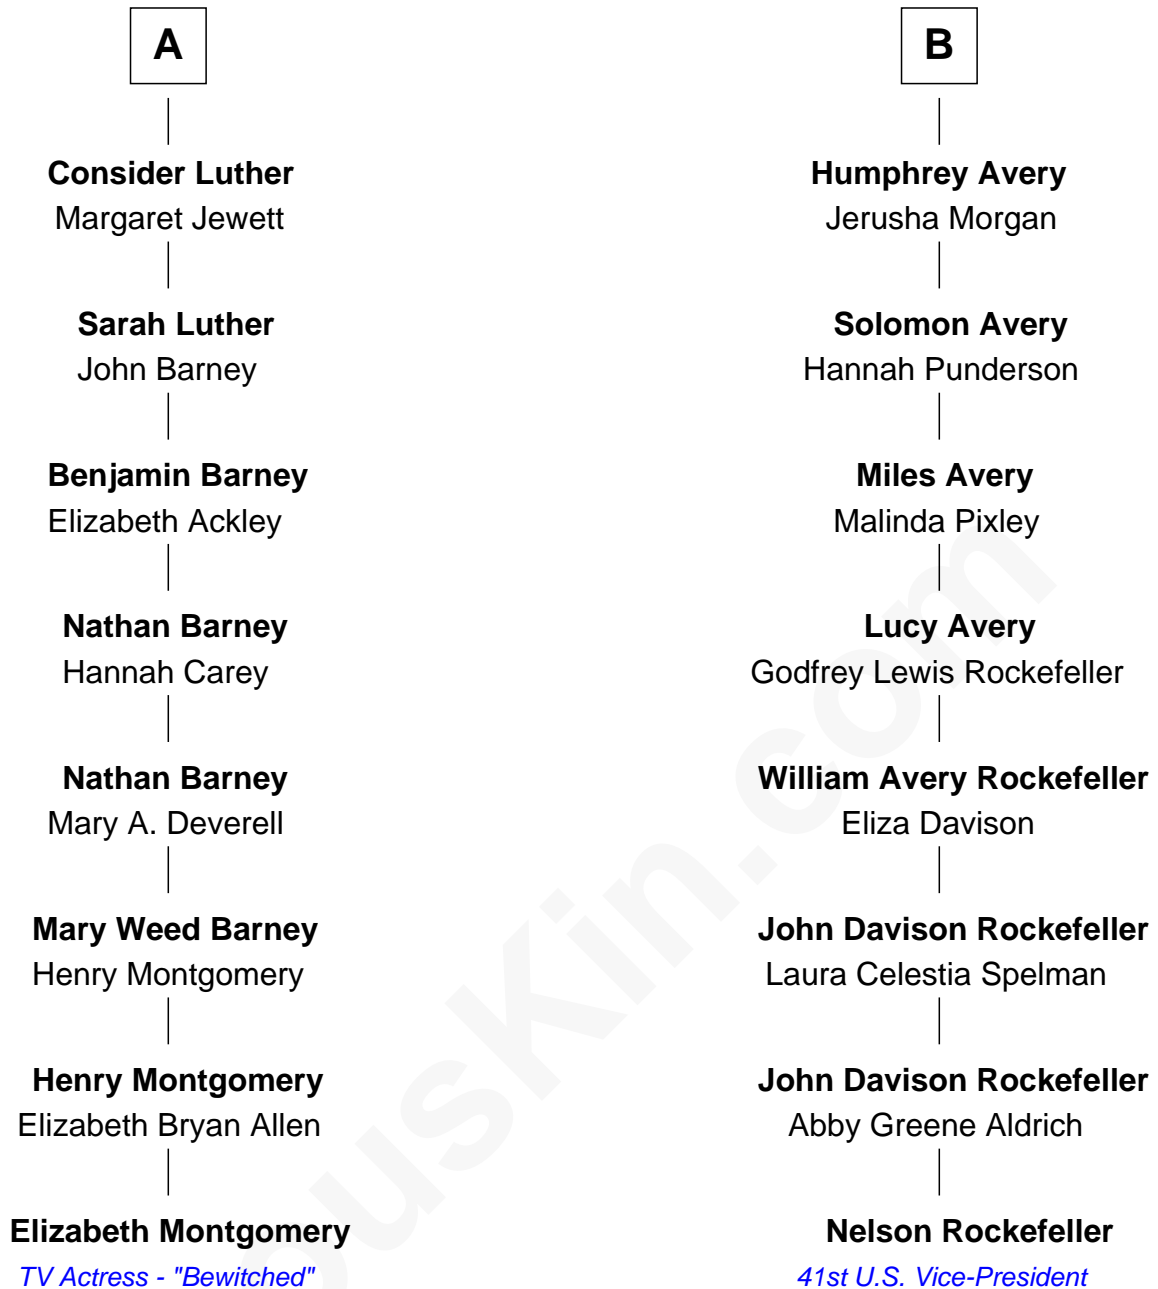 A
Consider Luther
Margaret Jewett
Sarah Luther
John Barney
Benjamin Barney
Elizabeth Ackley
Nathan Barney
Hannah Carey
Nathan Barney
Mary A. Deverell
Mary Weed Barney
Henry Montgomery
Henry Montgomery
Elizabeth Bryan Allen
Elizabeth Montgomery
TV Actress - "Bewitched"
B
Humphrey Avery
Jerusha Morgan
Solomon Avery
Hannah Punderson
Miles Avery
Malinda Pixley
Lucy Avery
Godfrey Lewis Rockefeller
William Avery Rockefeller
Eliza Davison
John Davison Rockefeller
Laura Celestia Spelman
John Davison Rockefeller
Abby Greene Aldrich
Nelson Rockefeller
41st U.S. Vice-President
ousKin.com